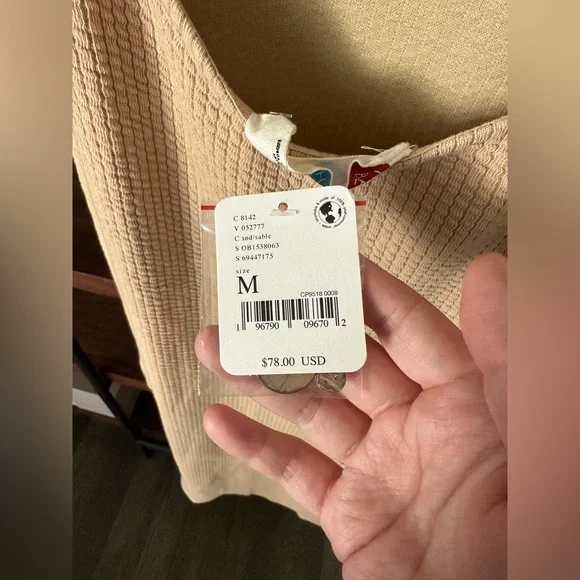 C 8142
V 052777
C snd/sable
S OB1538063
S 69447175
size
M
CP9518 0008
1 96790 09670 2
$78.00 USD